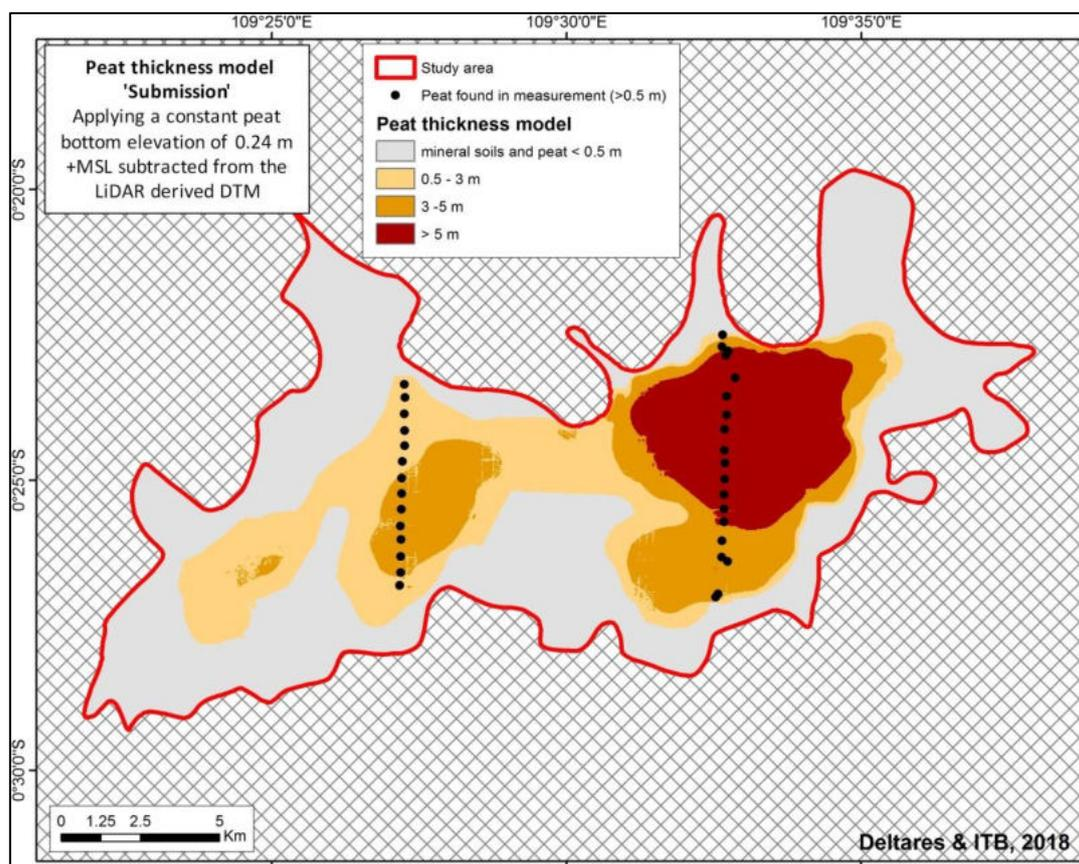 109°25'0"E
109°30'0"E
109°35'0"E
Peat thickness model
'Submission'
Applying a constant peat
bottom elevation of 0.24 m
+MSL subtracted from the
LiDAR derived DTM
Study area
Peat found in measurement (>0.5 m)
Peat thickness model
mineral soils and peat < 0.5 m
0.5 - 3 m
3 -5 m
> 5 m
0°20'0"S
0°25'0"S
0°30'0"S
0 1.25 2.5 5
Km
Deltares & ITB, 2018